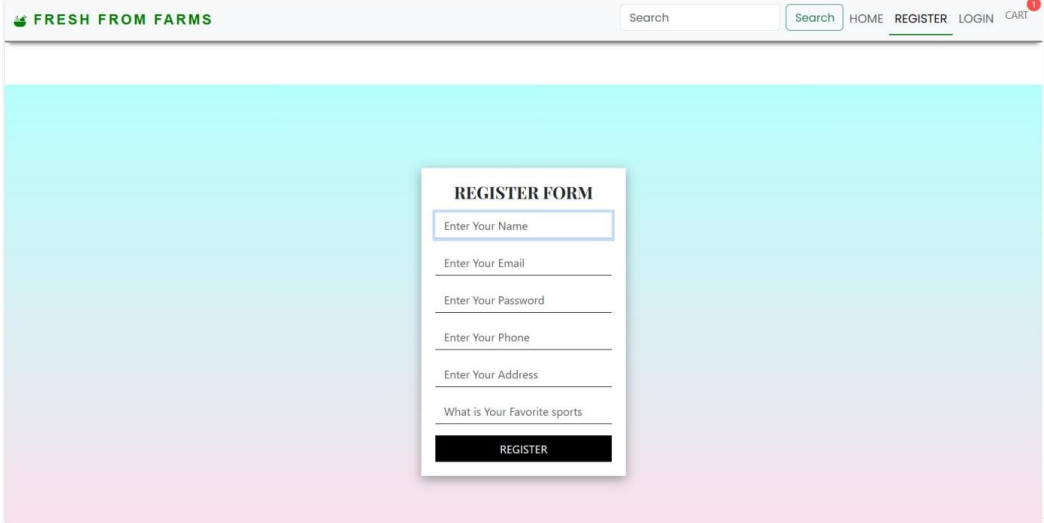 FRESH FROM FARMS
Search Search HOME REGISTER LOGIN CART 1
REGISTER FORM
Enter Your Name
Enter Your Email
Enter Your Password
Enter Your Phone
Enter Your Address
What is Your Favorite sports
REGISTER